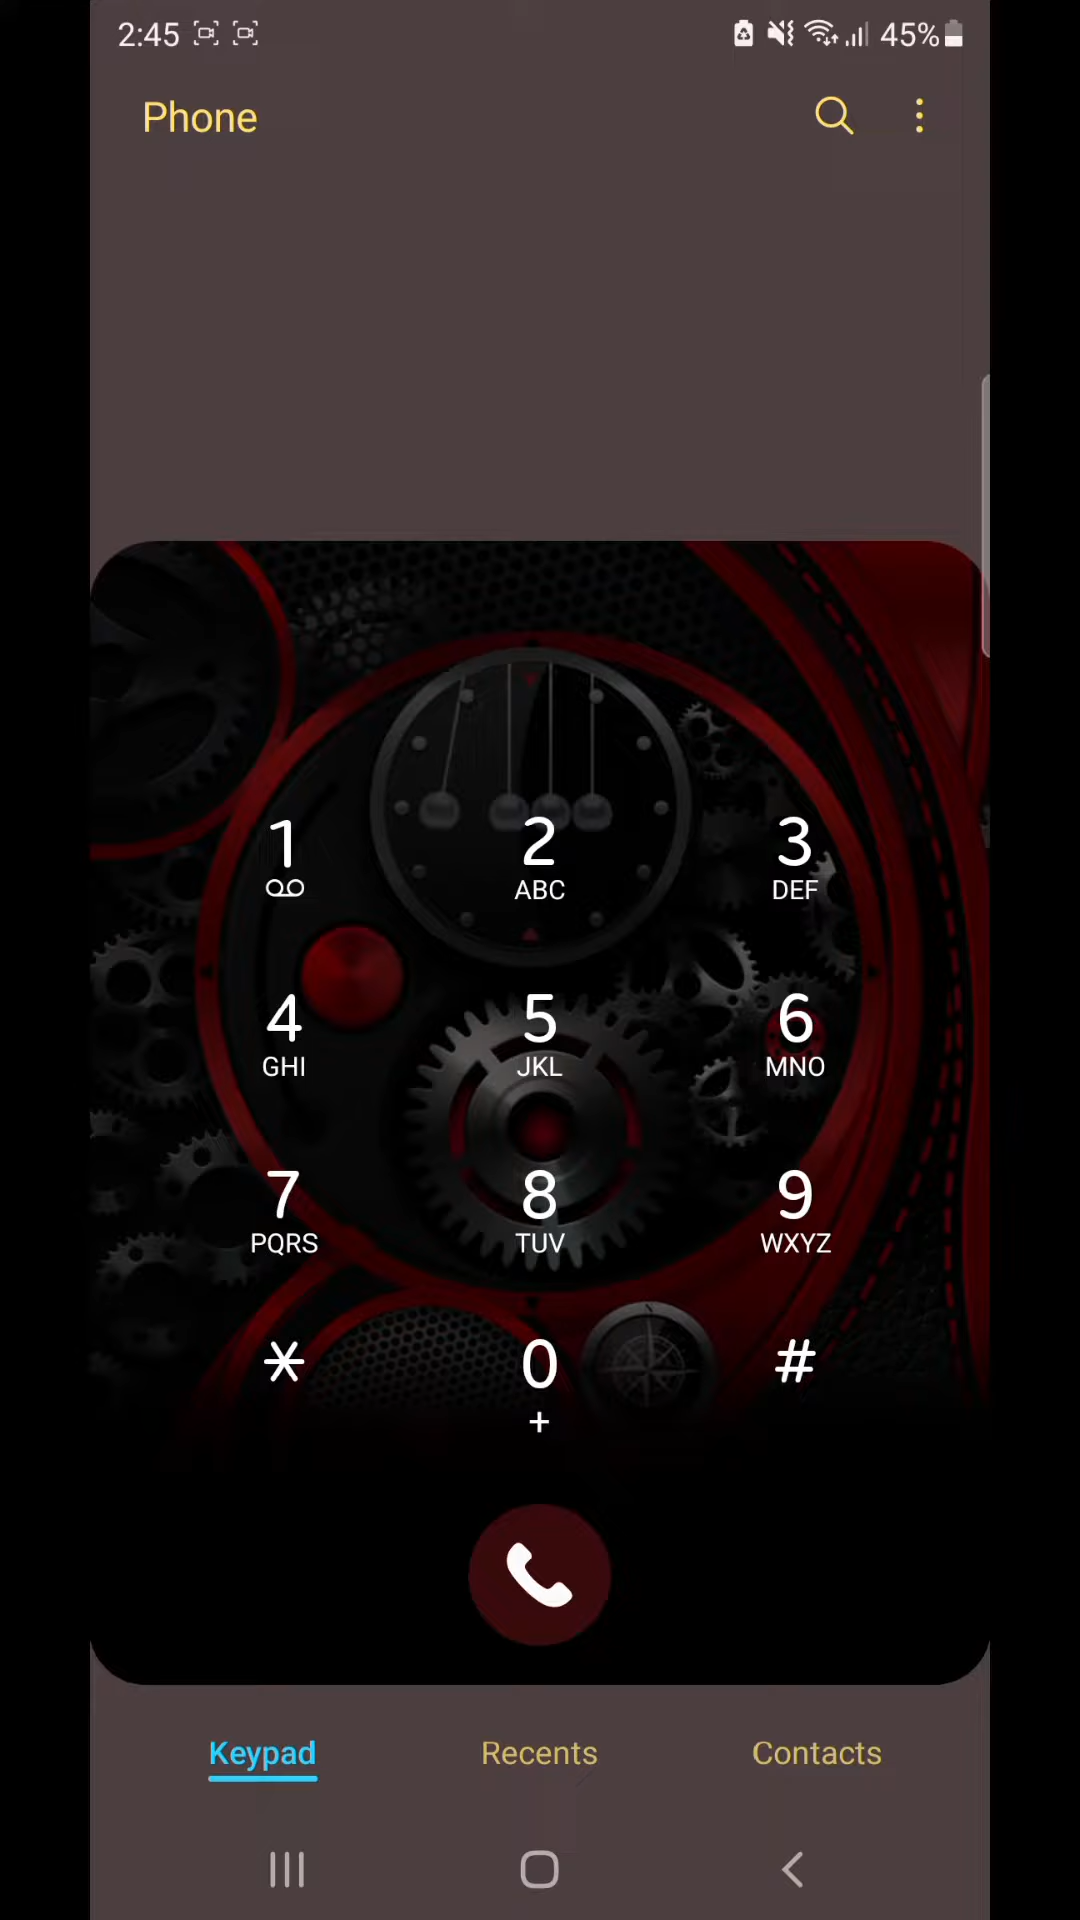 2:45 45%
Phone
1 2 3
ABC DEF
4 5 6
GHI JKL MNO
7 8 9
PQRS TUV WXYZ
* 0 #
+
Keypad Recents Contacts